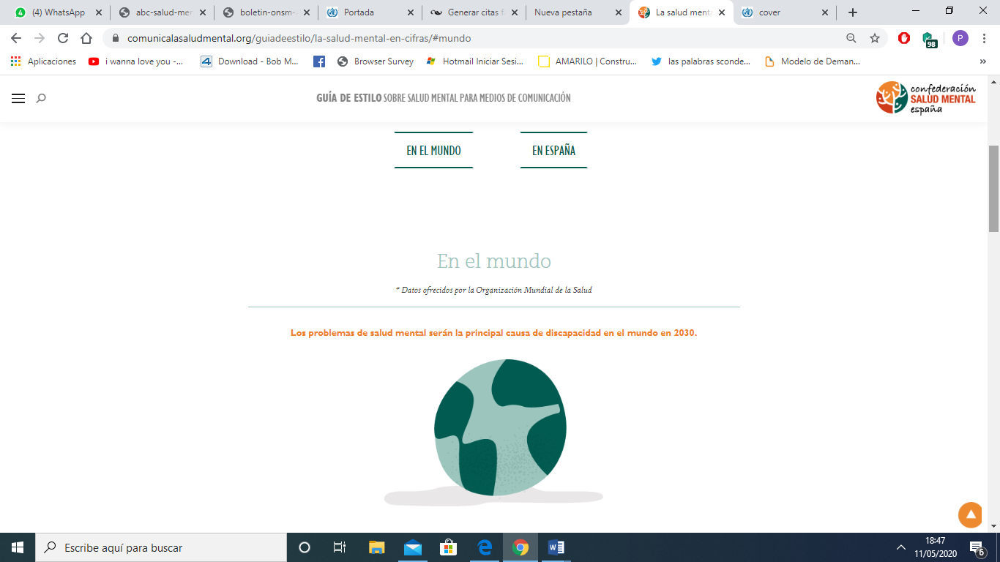 4
(4) WhatsApp
abc-salud-mer
boletin-onsm-
Portada
Generar citas f
Nueva pestaña
La salud menta
cover
comunicalasaludmental.org/guiadeestilo/la-salud-mental-en-cifras/#mundo
98
P
Aplicaciones
i wanna love you -...
Download - Bob M...
Browser Survey
Hotmail Iniciar Sesi...
AMARILO | Constru...
las palabras sconde...
Modelo de Deman...
»
GUÍA DE ESTILO SOBRE SALUD MENTAL PARA MEDIOS DE COMUNICACIÓN
confederación
SALUD MENTAL
españa
EN EL MUNDO
EN ESPAÑA
En el mundo
* Datos ofrecidos por la Organización Mundial de la Salud
Los problemas de salud mental serán la principal causa de discapacidad en el mundo en 2030.
Escribe aquí para buscar
18:47
11/05/2020
6